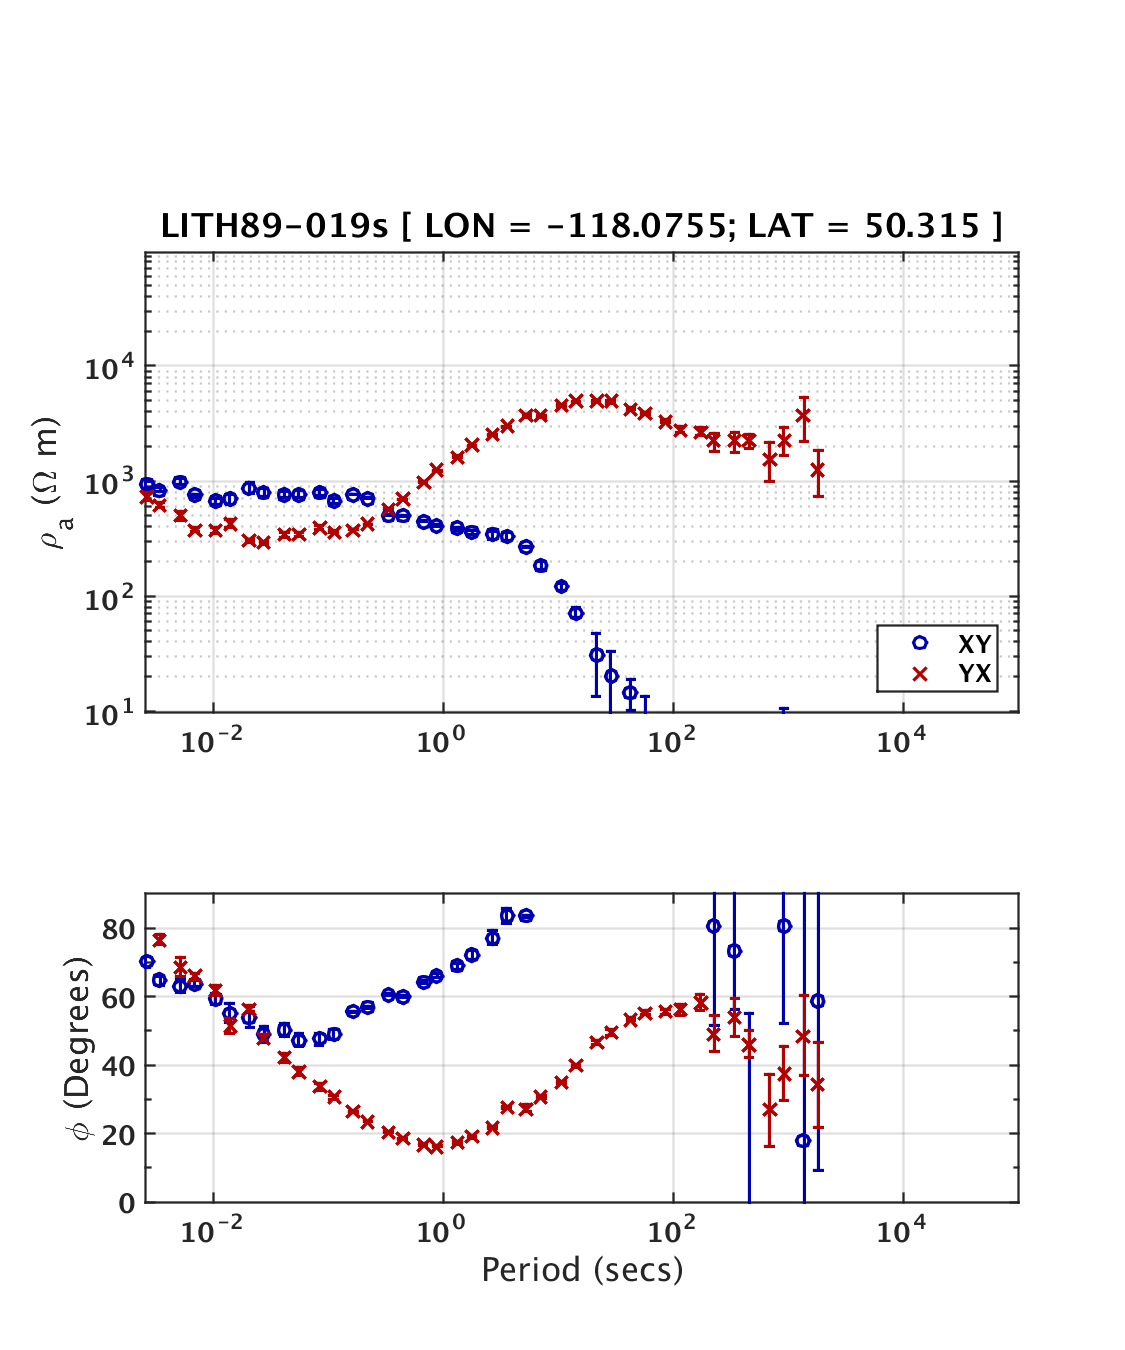 LITH89-019s [ LON = -118.0755; LAT = 50.315 ]
ρa (Ω m)
10^4
10^3
10^2
10^1
10^-2 10^0 10^2 10^4
XY
YX
ϕ (Degrees)
80
60
40
20
0
10^-2 10^0 10^2 10^4
Period (secs)